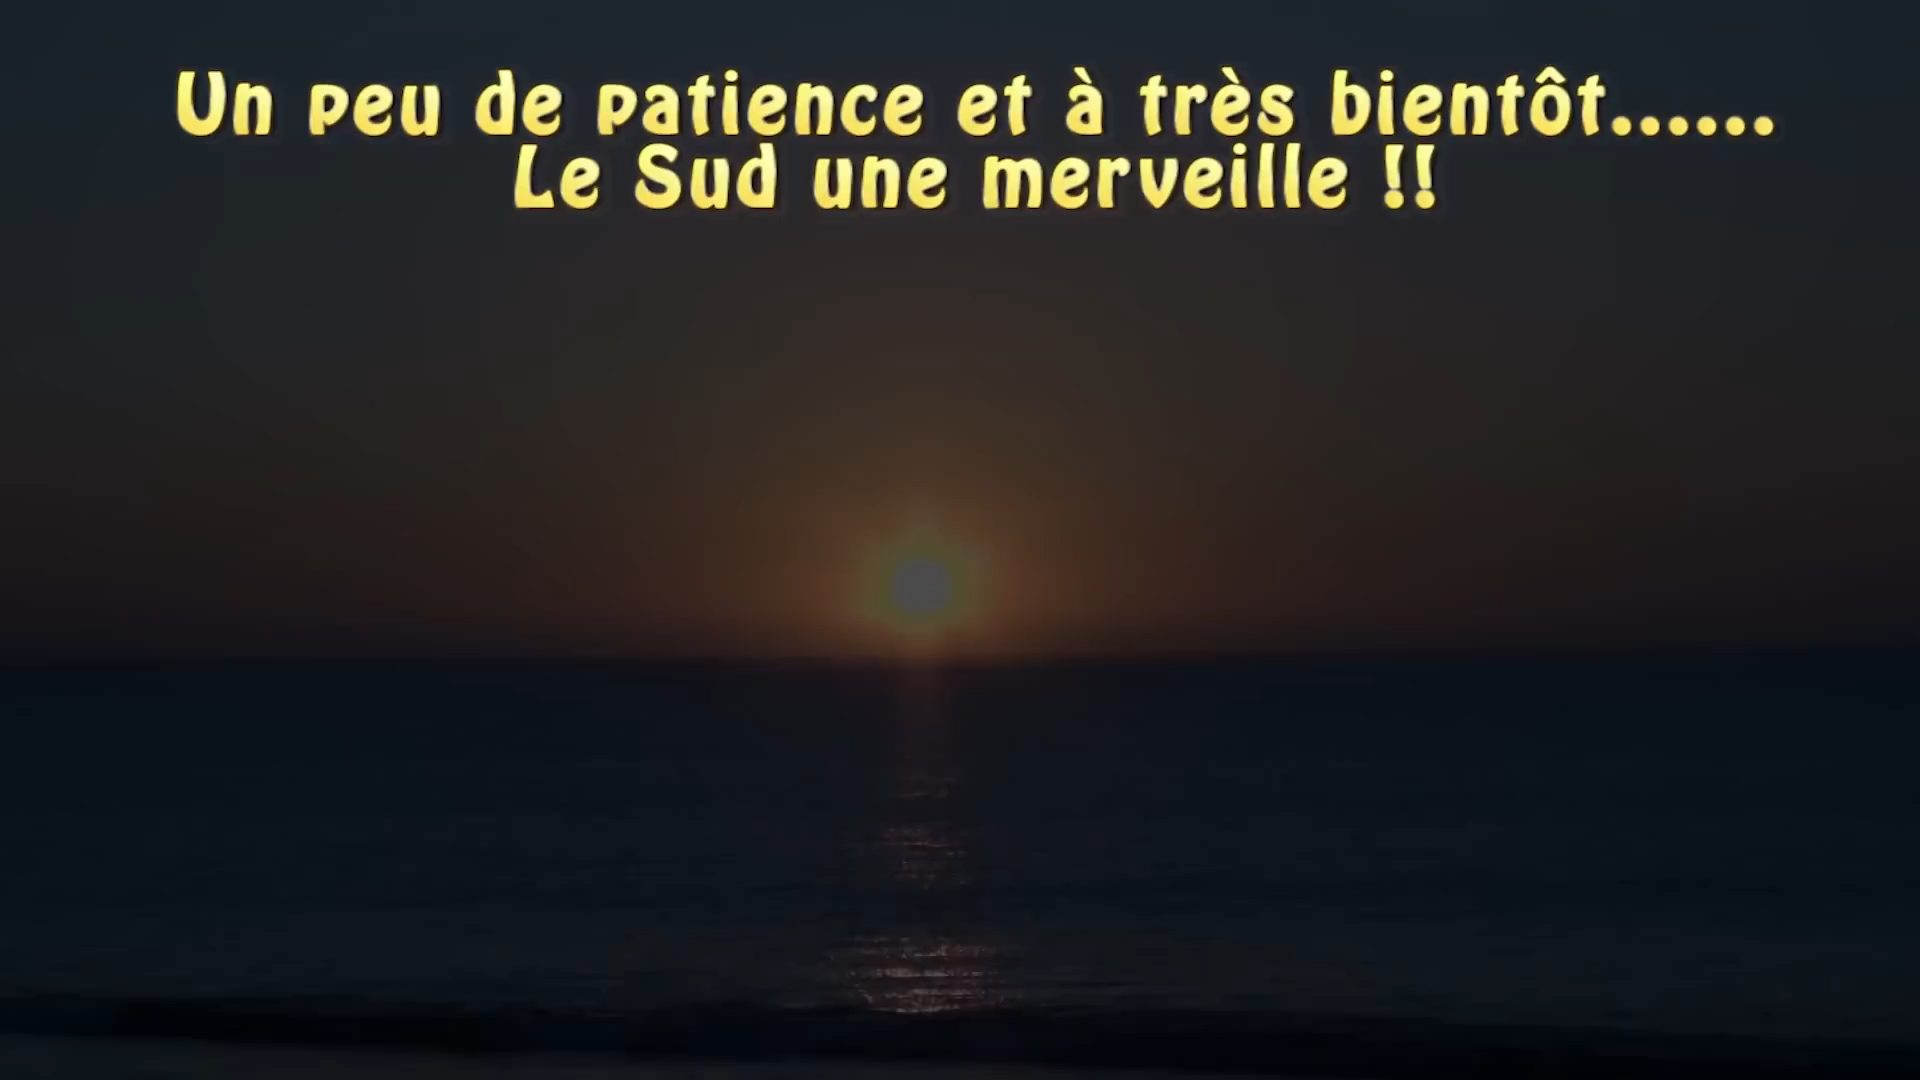 Un peu de patience et à très bientôt......
Le Sud une merveille !!